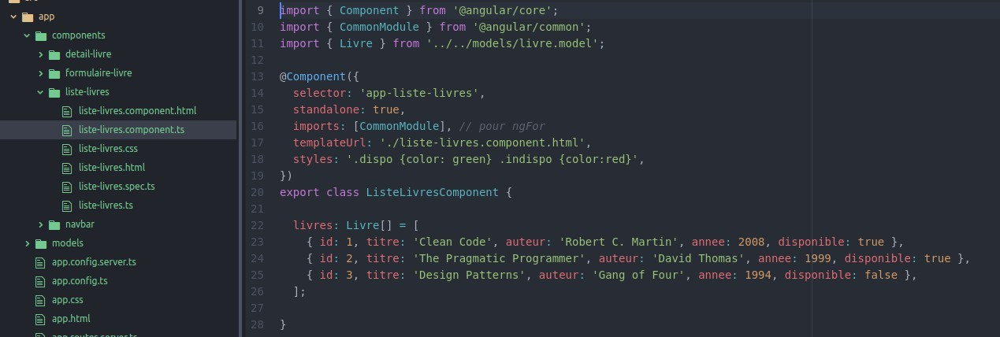 app
components
detail-livre
formulaire-livre
liste-livres
liste-livres.component.html
liste-livres.component.ts
liste-livres.css
liste-livres.html
liste-livres.spec.ts
liste-livres.ts
navbar
models
app.config.server.ts
app.config.ts
app.css
app.html
app.routes.server.ts
9 import { Component } from '@angular/core';
10 import { CommonModule } from '@angular/common';
11 import { Livre } from '../../models/livre.model';
12
13 @Component({
14 selector: 'app-liste-livres',
15 standalone: true,
16 imports: [CommonModule], // pour ngFor
17 templateUrl: './liste-livres.component.html',
18 styles: '.dispo {color: green} .indispo {color:red}',
19 })
20 export class ListeLivresComponent {
21
22 livres: Livre[] = [
23 { id: 1, titre: 'Clean Code', auteur: 'Robert C. Martin', annee: 2008, disponible: true },
24 { id: 2, titre: 'The Pragmatic Programmer', auteur: 'David Thomas', annee: 1999, disponible: true },
25 { id: 3, titre: 'Design Patterns', auteur: 'Gang of Four', annee: 1994, disponible: false },
26 ];
27
28 }